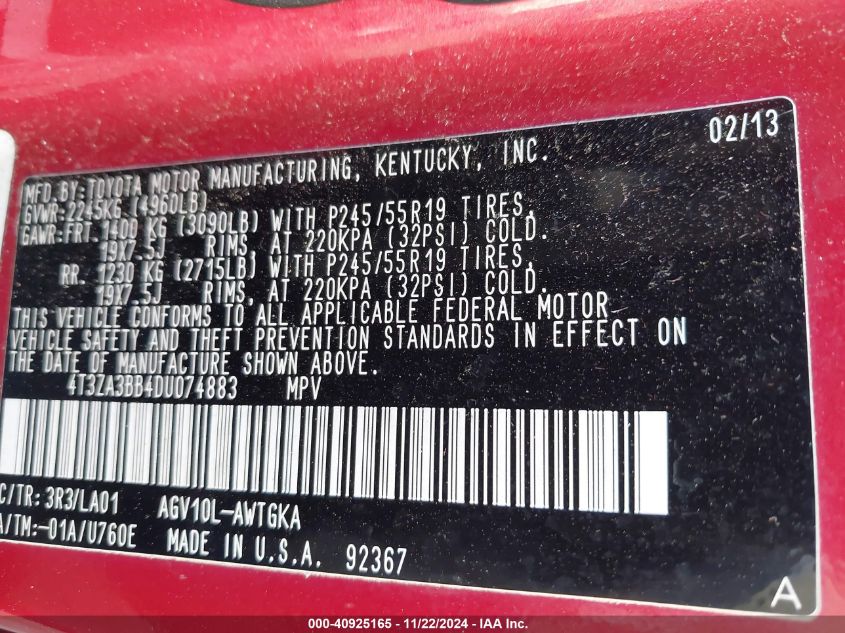 02/13
MFD.BY:TOYOTA MOTOR MANUFACTURING, KENTUCKY, INC.
GVWR:2245KG (4960LB)
GAWR:FRT. 1400 KG (3090LB) WITH P245/55R19 TIRES,
19X7.5J RIMS, AT 220KPA (32PSI) COLD.
RR. 1230 KG (2715LB) WITH P245/55R19 TIRES,
19X7.5J RIMS, AT 220KPA (32PSI) COLD.
THIS VEHICLE CONFORMS TO ALL APPLICABLE FEDERAL MOTOR
VEHICLE SAFETY AND THEFT PREVENTION STANDARDS IN EFFECT ON
THE DATE OF MANUFACTURE SHOWN ABOVE.
4T3ZA3BB4DU074883 MPV
C/TR: 3R3/LA01 AGV10L-AWTGKA
A/TM:-01A/U760E MADE IN U.S.A. 92367
A
000-40925165 - 11/22/2024 - IAA Inc.